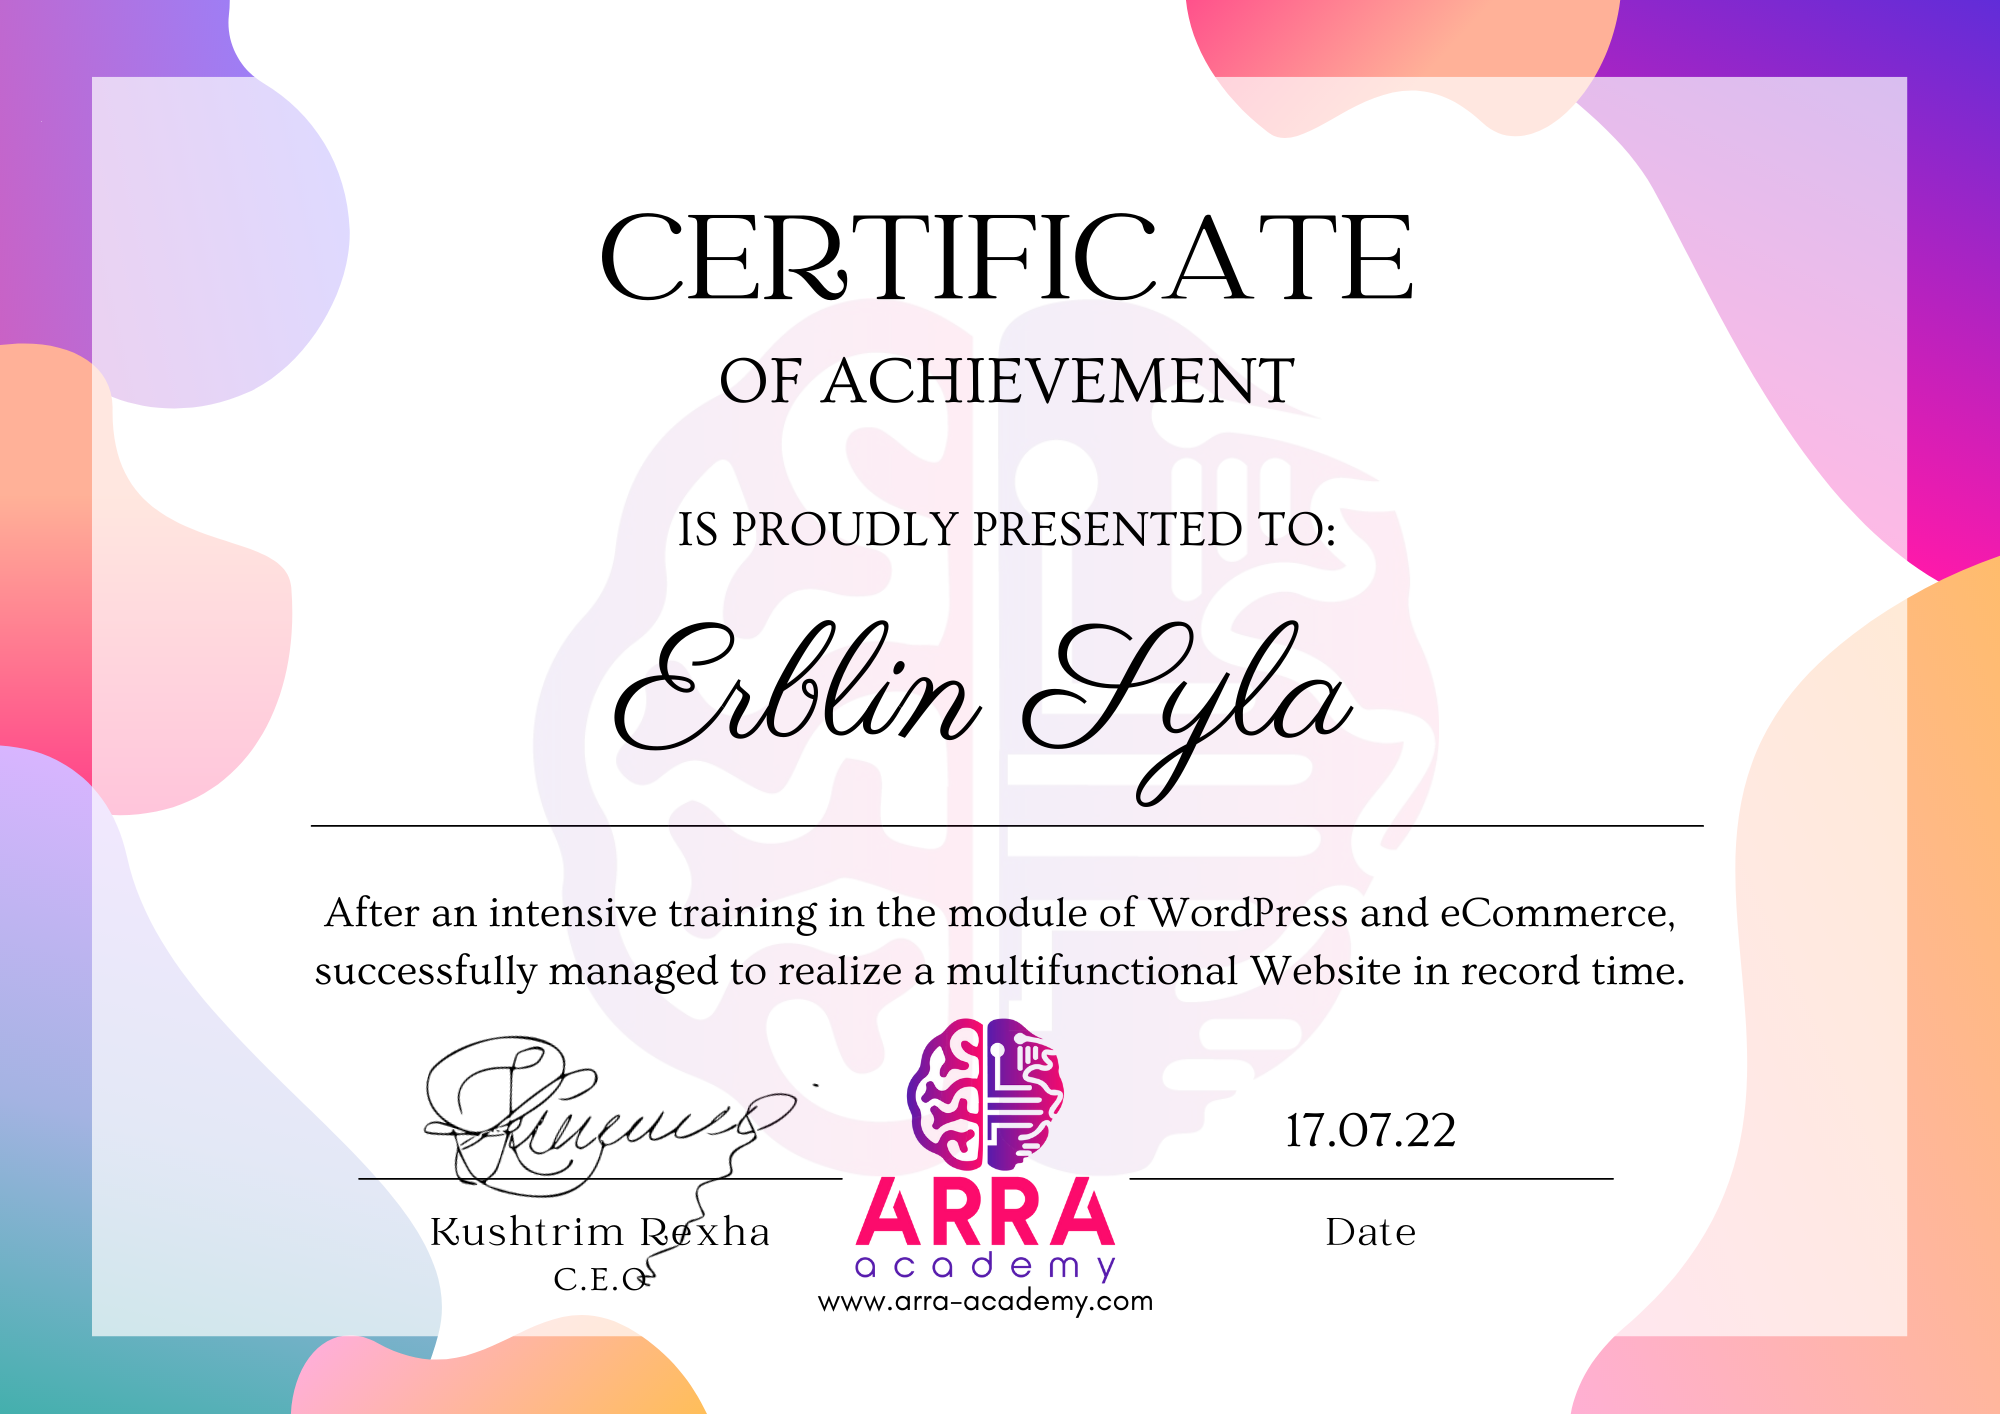 CERTIFICATE
OF ACHIEVEMENT
IS PROUDLY PRESENTED TO:
Erblin Syla
After an intensive training in the module of WordPress and eCommerce,
successfully managed to realize a multifunctional Website in record time.
17.07.22
Kushtrim Rexha
C.E.O
ARRA
academy
www.arra-academy.com
Date